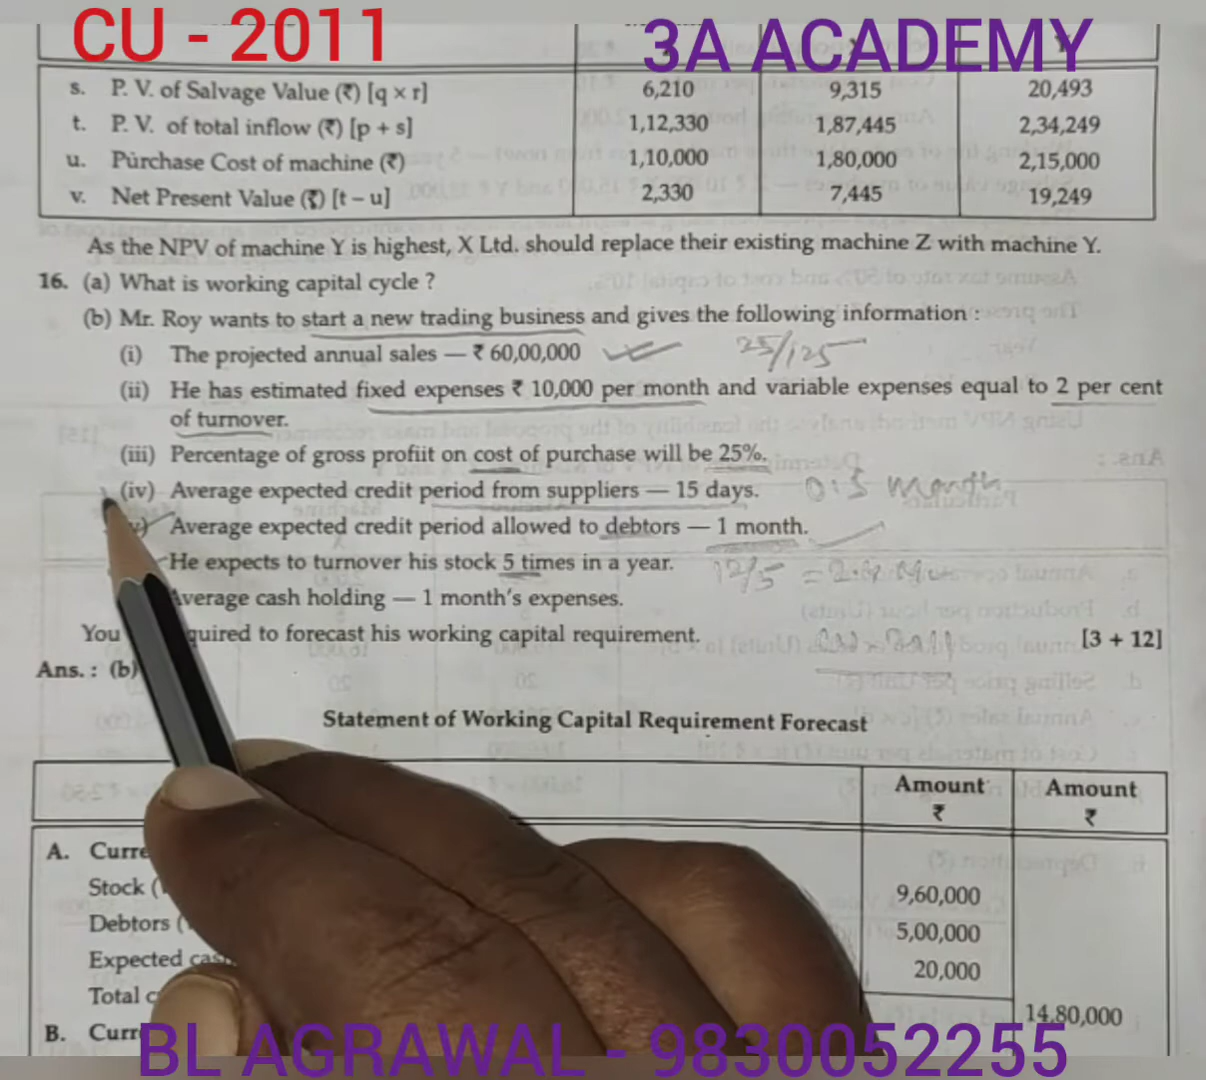 CU - 2011
3A ACADEMY
s. P. V. of Salvage Value (₹) [q × r] 6,210 9,315 20,493
t. P. V. of total inflow (₹) [p + s] 1,12,330 1,87,445 2,34,249
u. Purchase Cost of machine (₹) 1,10,000 1,80,000 2,15,000
v. Net Present Value (₹) [t – u] 2,330 7,445 19,249
As the NPV of machine Y is highest, X Ltd. should replace their existing machine Z with machine Y.
16. (a) What is working capital cycle ?
(b) Mr. Roy wants to start a new trading business and gives the following information :
(i) The projected annual sales — ₹ 60,00,000 25/125
(ii) He has estimated fixed expenses ₹ 10,000 per month and variable expenses equal to 2 per cent
of turnover.
(iii) Percentage of gross profiit on cost of purchase will be 25%.
(iv) Average expected credit period from suppliers — 15 days. 0.5 Month
Average expected credit period allowed to debtors — 1 month.
He expects to turnover his stock 5 times in a year. 12/5 = 2.4
Average cash holding — 1 month's expenses.
You quired to forecast his working capital requirement. [3 + 12]
Ans. : (b)
Statement of Working Capital Requirement Forecast
Amount Amount
₹ ₹
A. Curre
Stock ( 9,60,000
Debtors ( 5,00,000
Expected cas 20,000
Total c 14,80,000
B. Curr
BL AGRAWAL - 9830052255